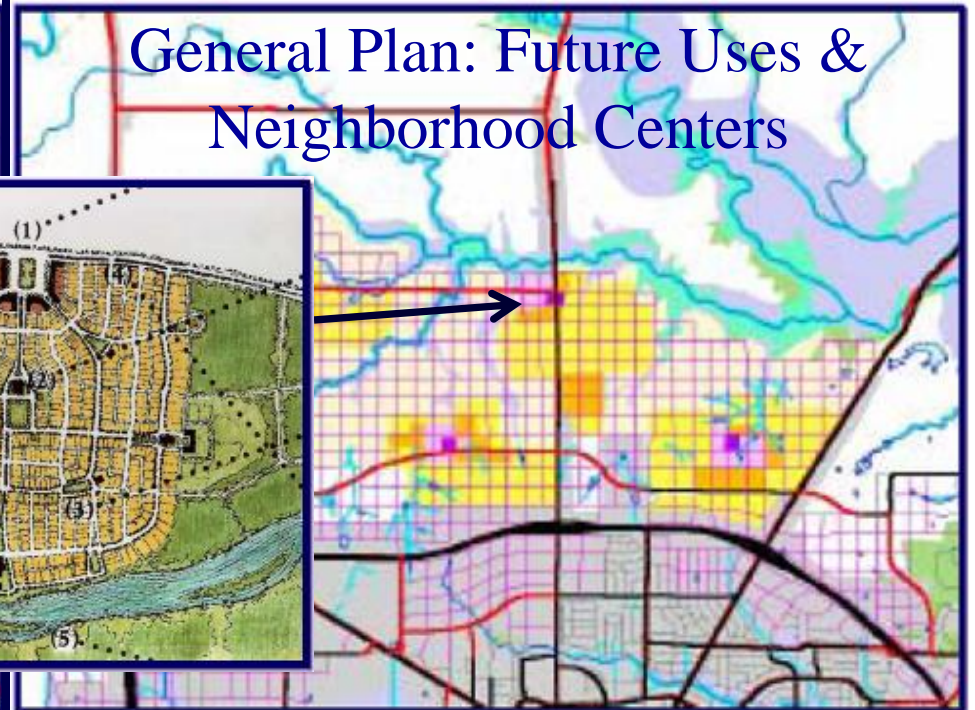 General Plan: Future Uses &
Neighborhood Centers
(1)
4
(2)
(3)
(5)